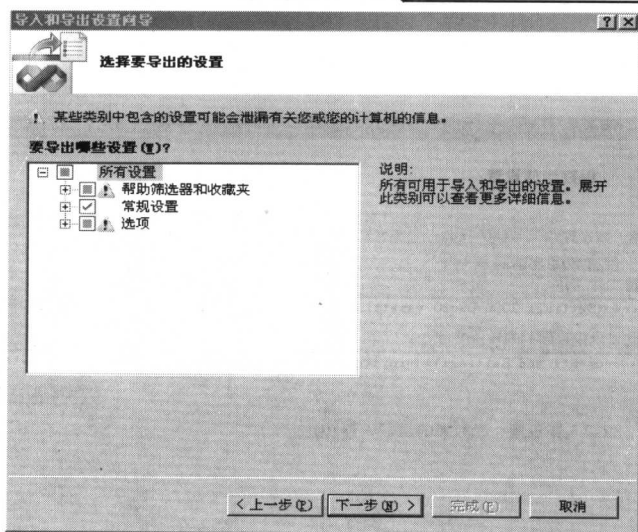 导入和导出设置向导
选择要导出的设置
! 某些类别中包含的设置可能会泄漏有关您或您的计算机的信息。
要导出哪些设置(W)?
所有设置
帮助筛选器和收藏夹
常规设置
选项
说明:
所有可用于导入和导出的设置。展开
此类别可以查看更多详细信息。
< 上一步(P)
下一步(N) >
完成(F)
取消